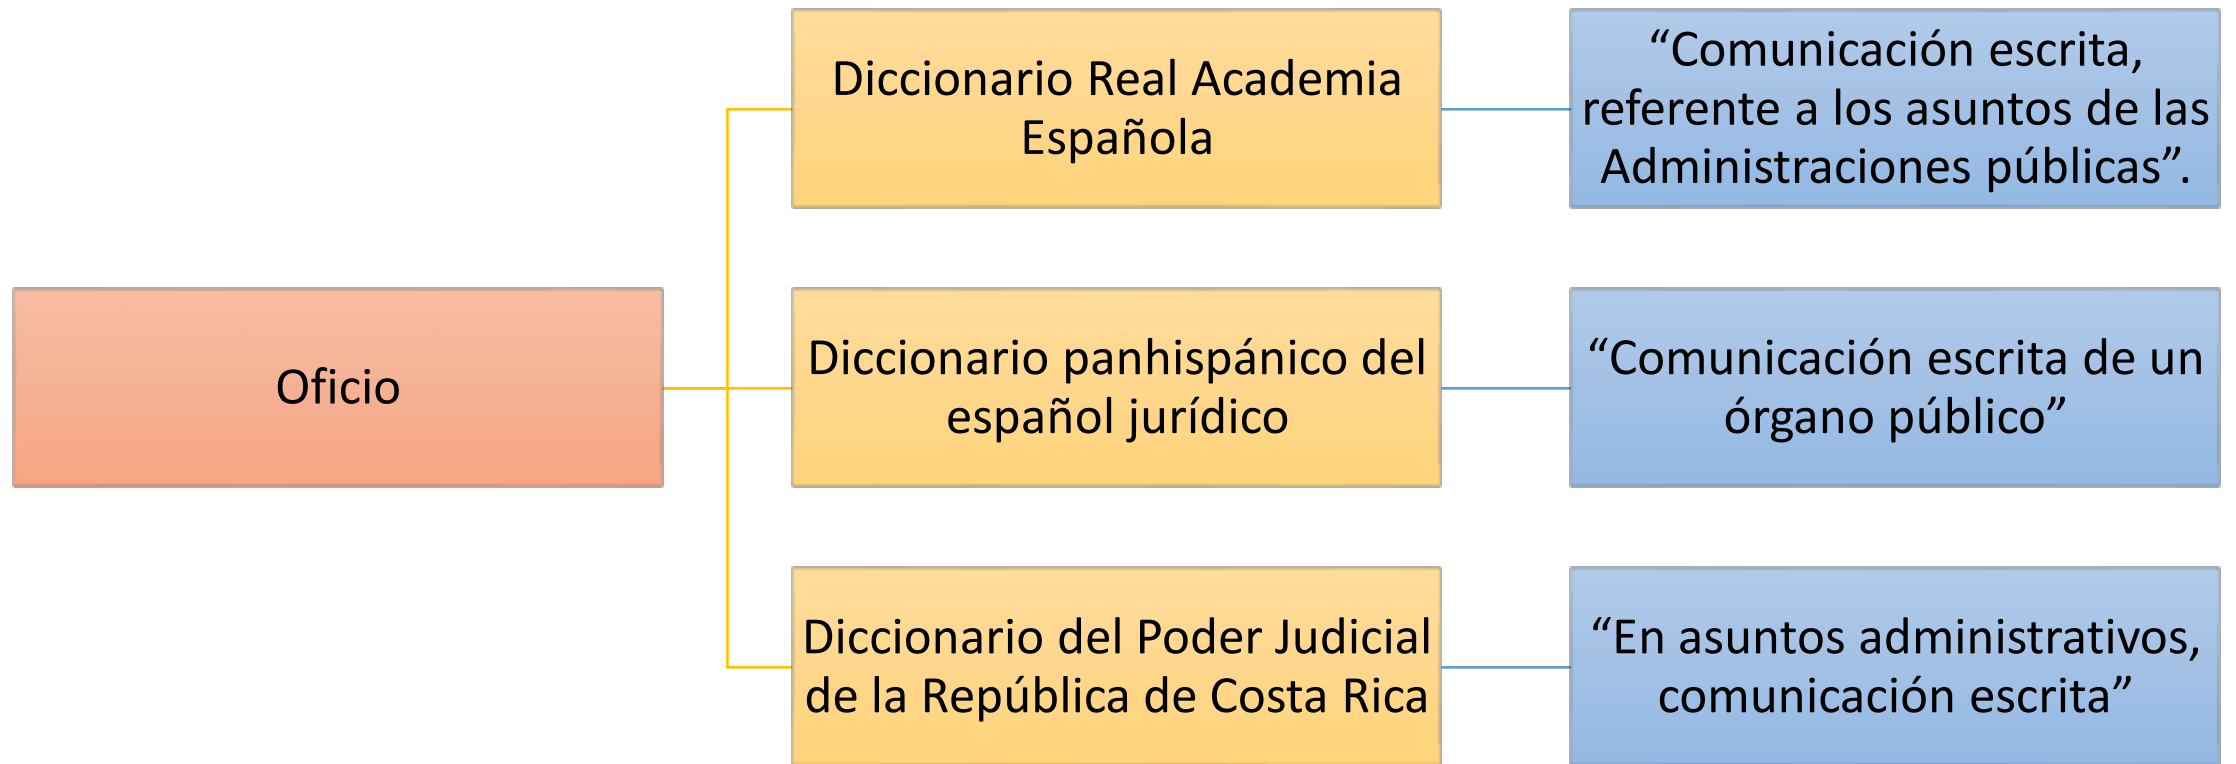 Oficio
Diccionario Real Academia
Española
“Comunicación escrita,
referente a los asuntos de las
Administraciones públicas”.
Diccionario panhispánico del
español jurídico
“Comunicación escrita de un
órgano público”
Diccionario del Poder Judicial
de la República de Costa Rica
“En asuntos administrativos,
comunicación escrita”